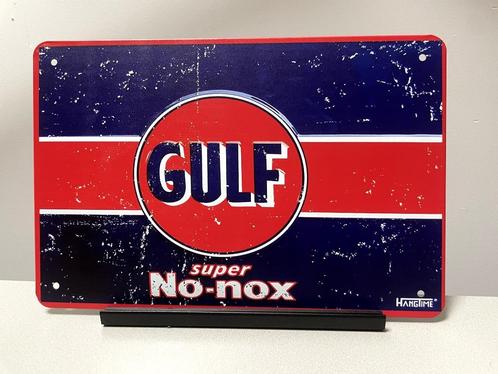 GULF
super
No-nox
HANGTIME®